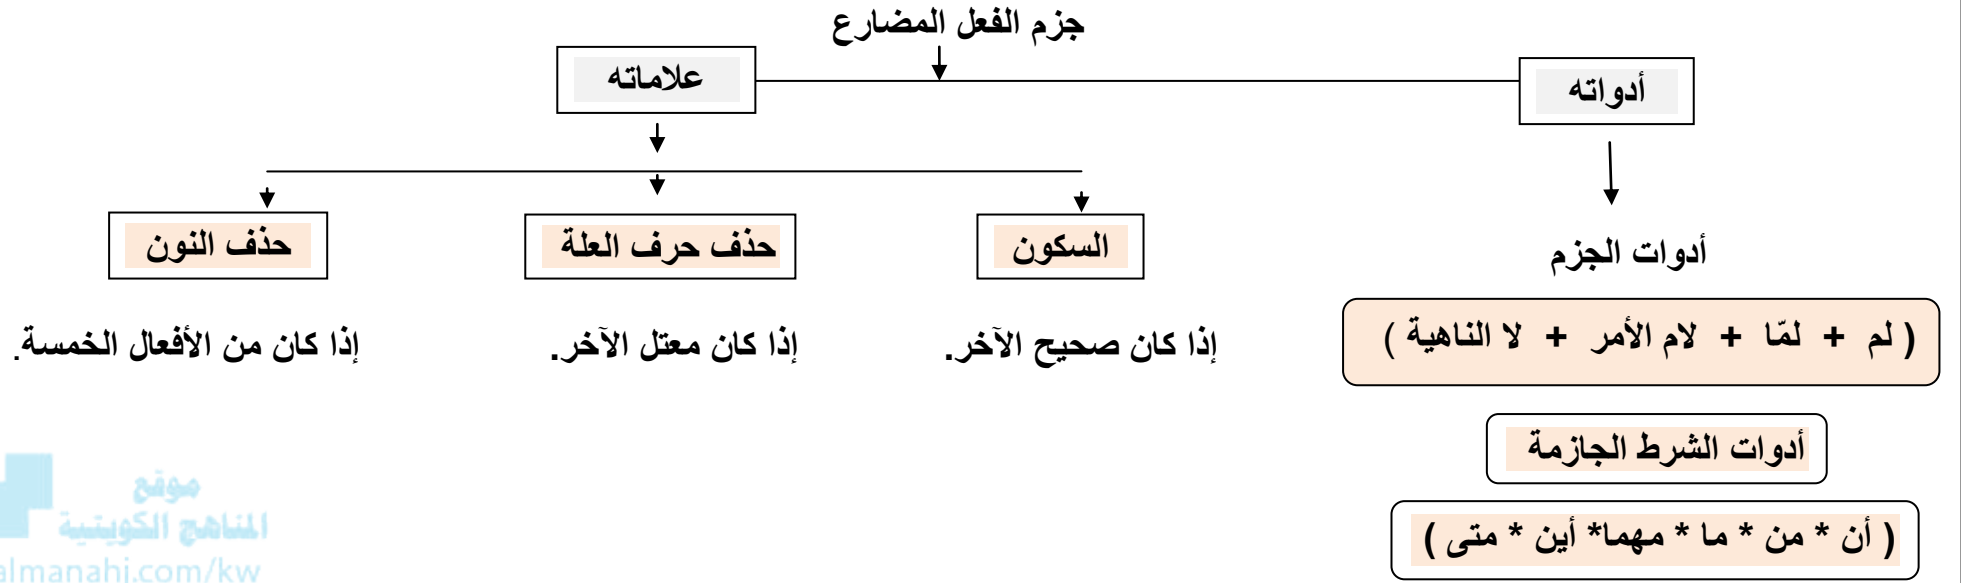 جزم الفعل المضارع
أدواته
علاماته
أدوات الجزم
( لم + لمّا + لام الأمر + لا الناهية )
أدوات الشرط الجازمة
( أن * من * ما * مهما* أين * متى )
السكون
إذا كان صحيح الآخر.
حذف حرف العلة
إذا كان معتل الآخر.
حذف النون
إذا كان من الأفعال الخمسة.
موقع
المناهج الكويتية
almanahi.com/kw